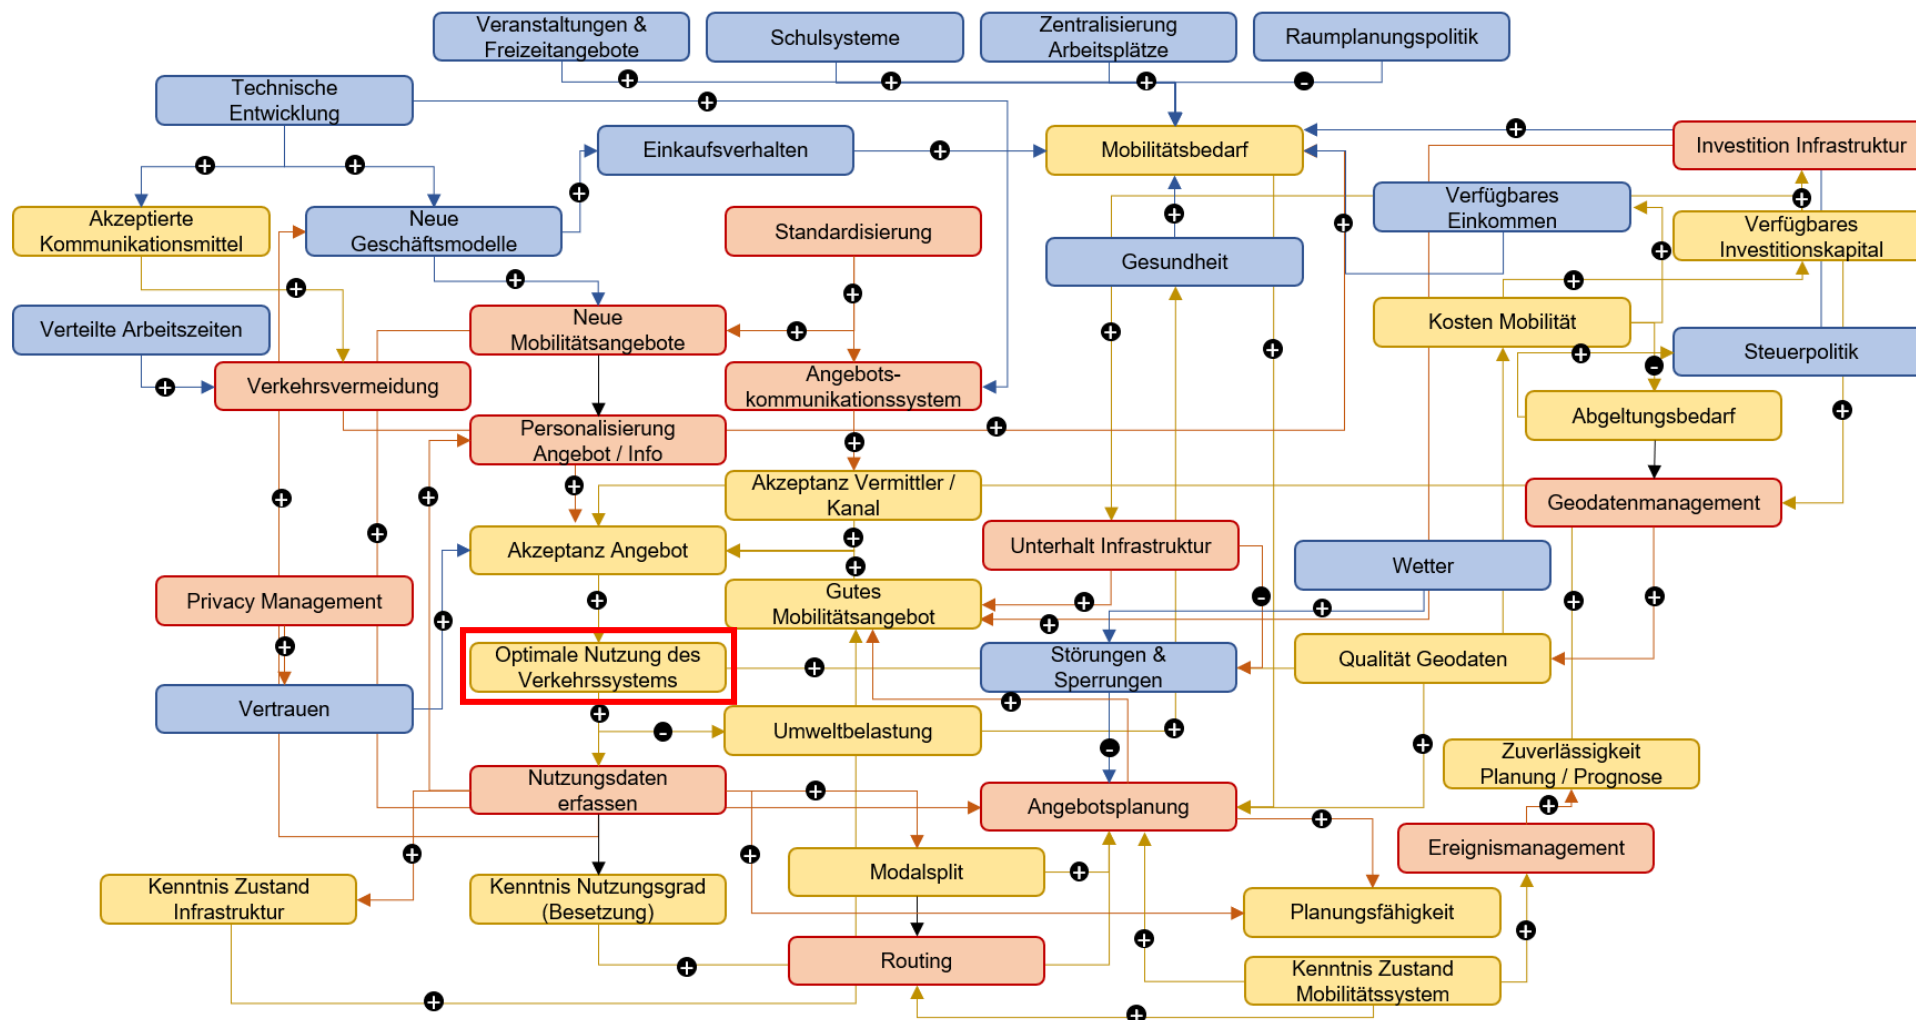 Veranstaltungen &
Freizeitangebote
Schulsysteme
Zentralisierung
Arbeitsplätze
Raumplanungspolitik
+
+
+
-
Technische
Entwicklung
+
Einkaufsverhalten
+
Mobilitätsbedarf
+
Investition Infrastruktur
+
+
+
Akzeptierte
Kommunikationsmittel
Neue
Geschäftsmodelle
Standardisierung
+
+
Verfügbares
Einkommen
+
Verfügbares
Investitionskapital
+
Gesundheit
+
+
+
+
+
Verteilte Arbeitszeiten
Neue
Mobilitätsangebote
+
+
+
Kosten Mobilität
+
Steuerpolitik
-
+
Verkehrsvermeidung
Angebots-
kommunikationssystem
Abgeltungsbedarf
+
Personalisierung
Angebot / Info
+
+
+
+
+
Akzeptanz Vermittler /
Kanal
Geodatenmanagement
+
+
Akzeptanz Angebot
+
Unterhalt Infrastruktur
Wetter
+
Privacy Management
+
Gutes
Mobilitätsangebot
+
-
+
+
+
+
+
+
Optimale Nutzung des
Verkehrssystems
+
Störungen &
Sperrungen
Qualität Geodaten
Vertrauen
+
+
-
Umweltbelastung
+
-
+
Zuverlässigkeit
Planung / Prognose
Nutzungsdaten
erfassen
+
Angebotsplanung
+
+
Ereignismanagement
+
+
Modalsplit
+
Kenntnis Zustand
Infrastruktur
Kenntnis Nutzungsgrad
(Besetzung)
Planungsfähigkeit
+
+
Routing
+
Kenntnis Zustand
Mobilitätssystem
+
+